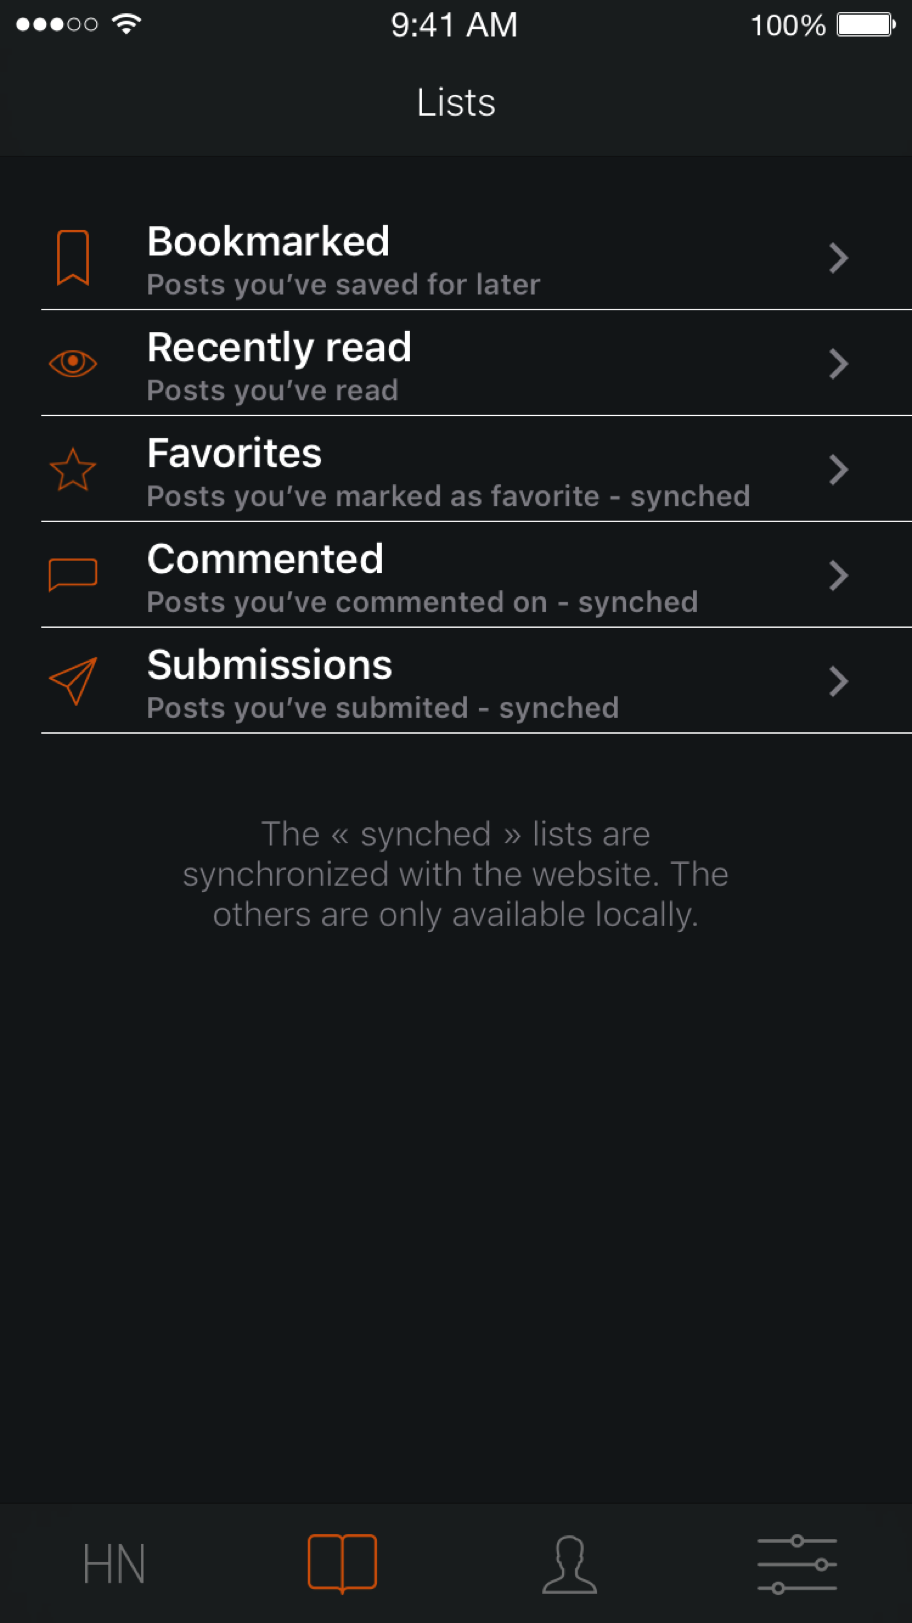 9:41 AM
100%
Lists
Bookmarked
Posts you’ve saved for later
Recently read
Posts you’ve read
Favorites
Posts you’ve marked as favorite - synched
Commented
Posts you’ve commented on - synched
Submissions
Posts you’ve submited - synched
The « synched » lists are
synchronized with the website. The
others are only available locally.
HN